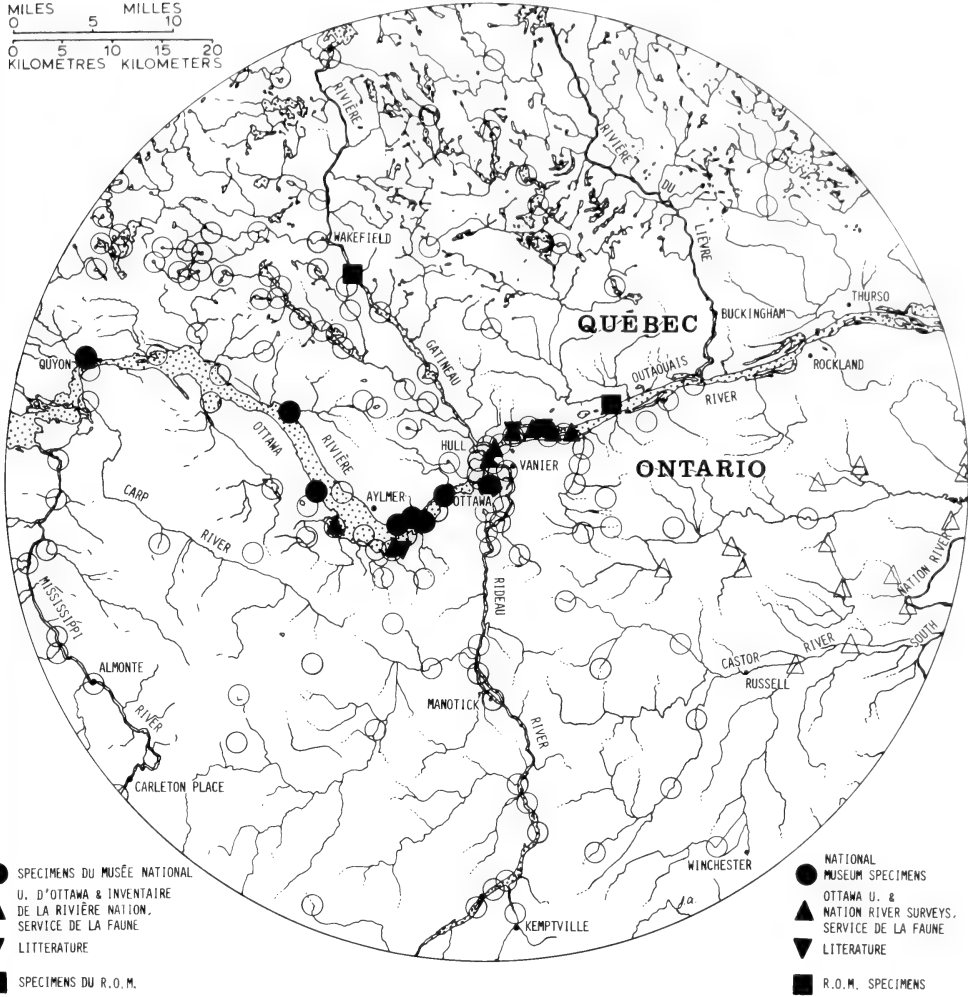 MILES MILLES
0 5 10
0 5 10 15 20
KILOMETRES KILOMETERS
RIVIÈRE
RIVIÈRE
DU
LIÈVRE
WAKEFIELD
THURSO
QUÉBEC
BUCKINGHAM
QUYON
GATINEAU
OUTAOUAIS
ROCKLAND
RIVER
OTTAWA
RIVIÈRE
HULL
VANIER
ONTARIO
AYLMER
OTTAWA
CARP
RIVER
NATION RIVER
MISSISSIPPI
RIDEAU
SOUTH
ALMONTE
CASTOR
RIVER
RUSSELL
MANOTICK
RIVER
RIVER
CARLETON PLACE
WINCHESTER
KEMPTVILLE
j.a.
SPECIMENS DU MUSÉE NATIONAL
U. D'OTTAWA & INVENTAIRE
DE LA RIVIÈRE NATION,
SERVICE DE LA FAUNE
LITTERATURE
SPECIMENS DU R.O.M.
NATIONAL
MUSEUM SPECIMENS
OTTAWA U. &
NATION RIVER SURVEYS,
SERVICE DE LA FAUNE
LITERATURE
R.O.M. SPECIMENS